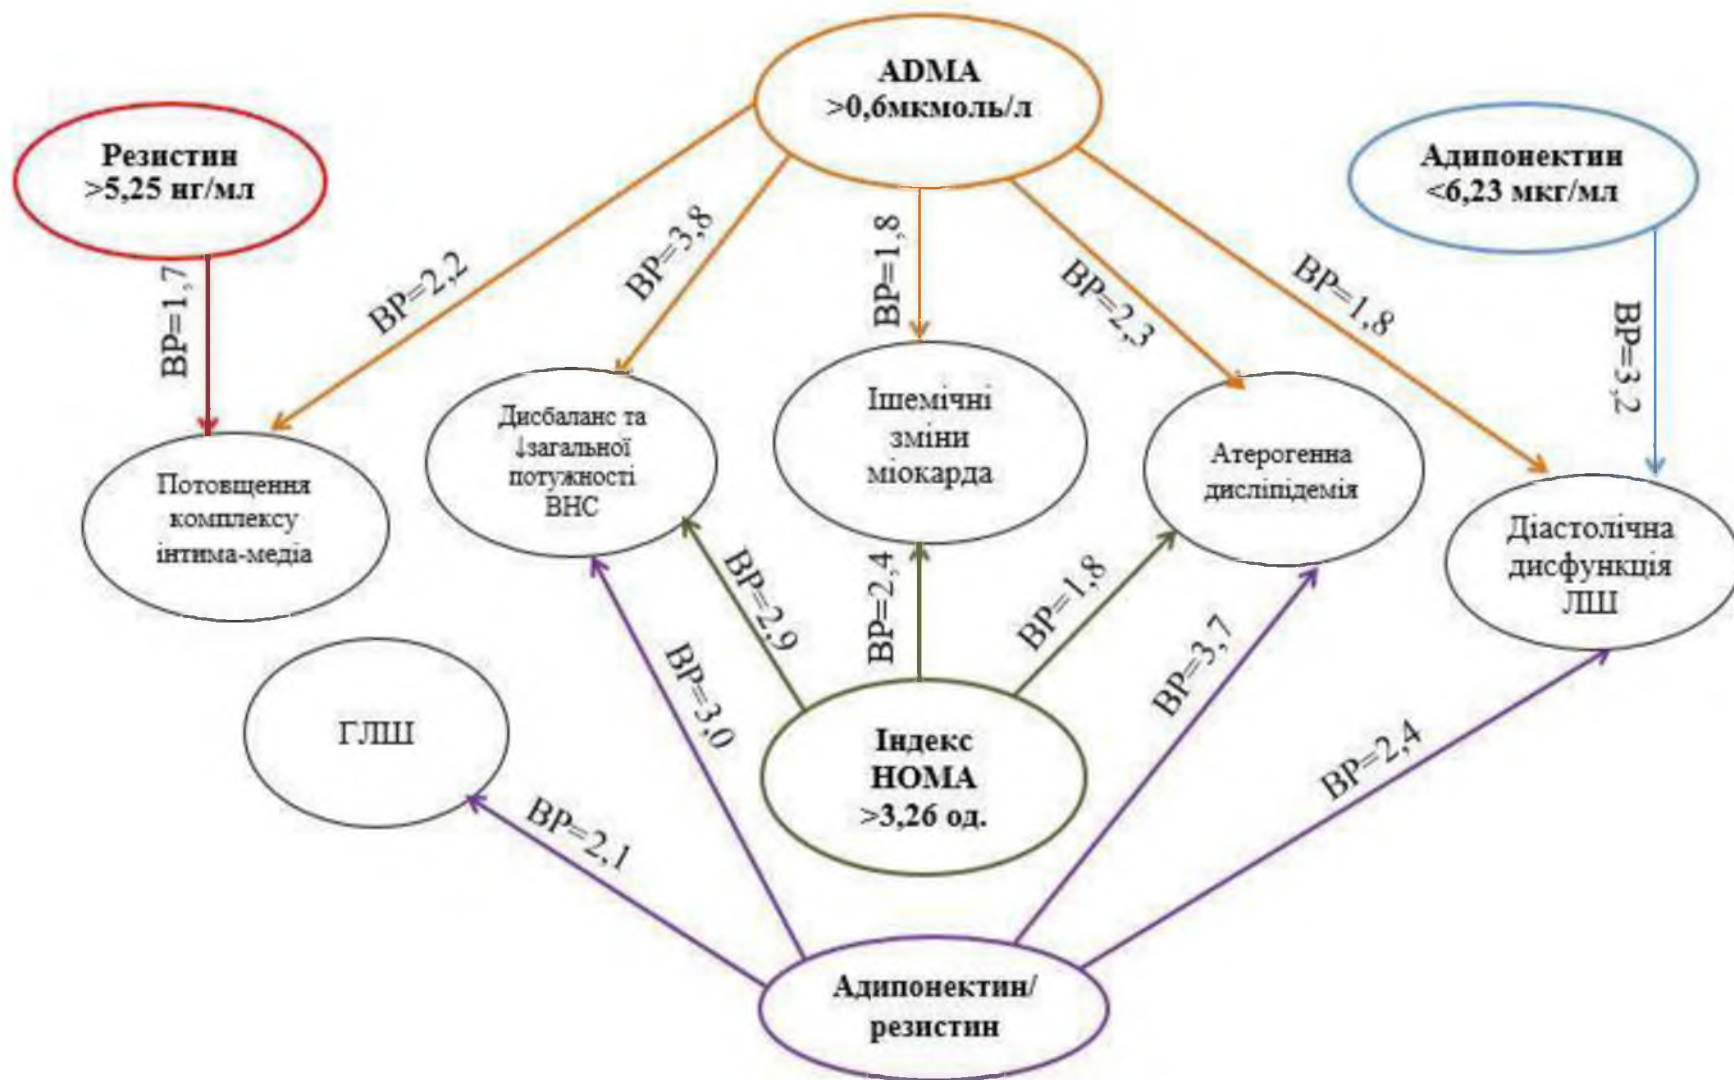 ADMA
>0,6мкмоль/л
Резистин
>5,25 нг/мл
Адипонектин
<6,23 мкг/мл
ВР=1,7
ВР=2,2
ВР=3,8
ВР=1,8
ВР=2,3
ВР=1,8
ВР=3,2
Потовщення
комплексу
інтима-медіа
Дисбаланс та
↓загальної
потужності
ВНС
Ішемічні
зміни
міокарда
Атерогенна
дисліпідемія
Діастолічна
дисфункція
ЛШ
ВР=2,9
ВР=2,4
ВР=1,8
ВР=3,0
ВР=3,7
ВР=2,4
ГЛШ
ВР=2,1
Індекс
НОМА
>3,26 од.
Адипонектин/
резистин